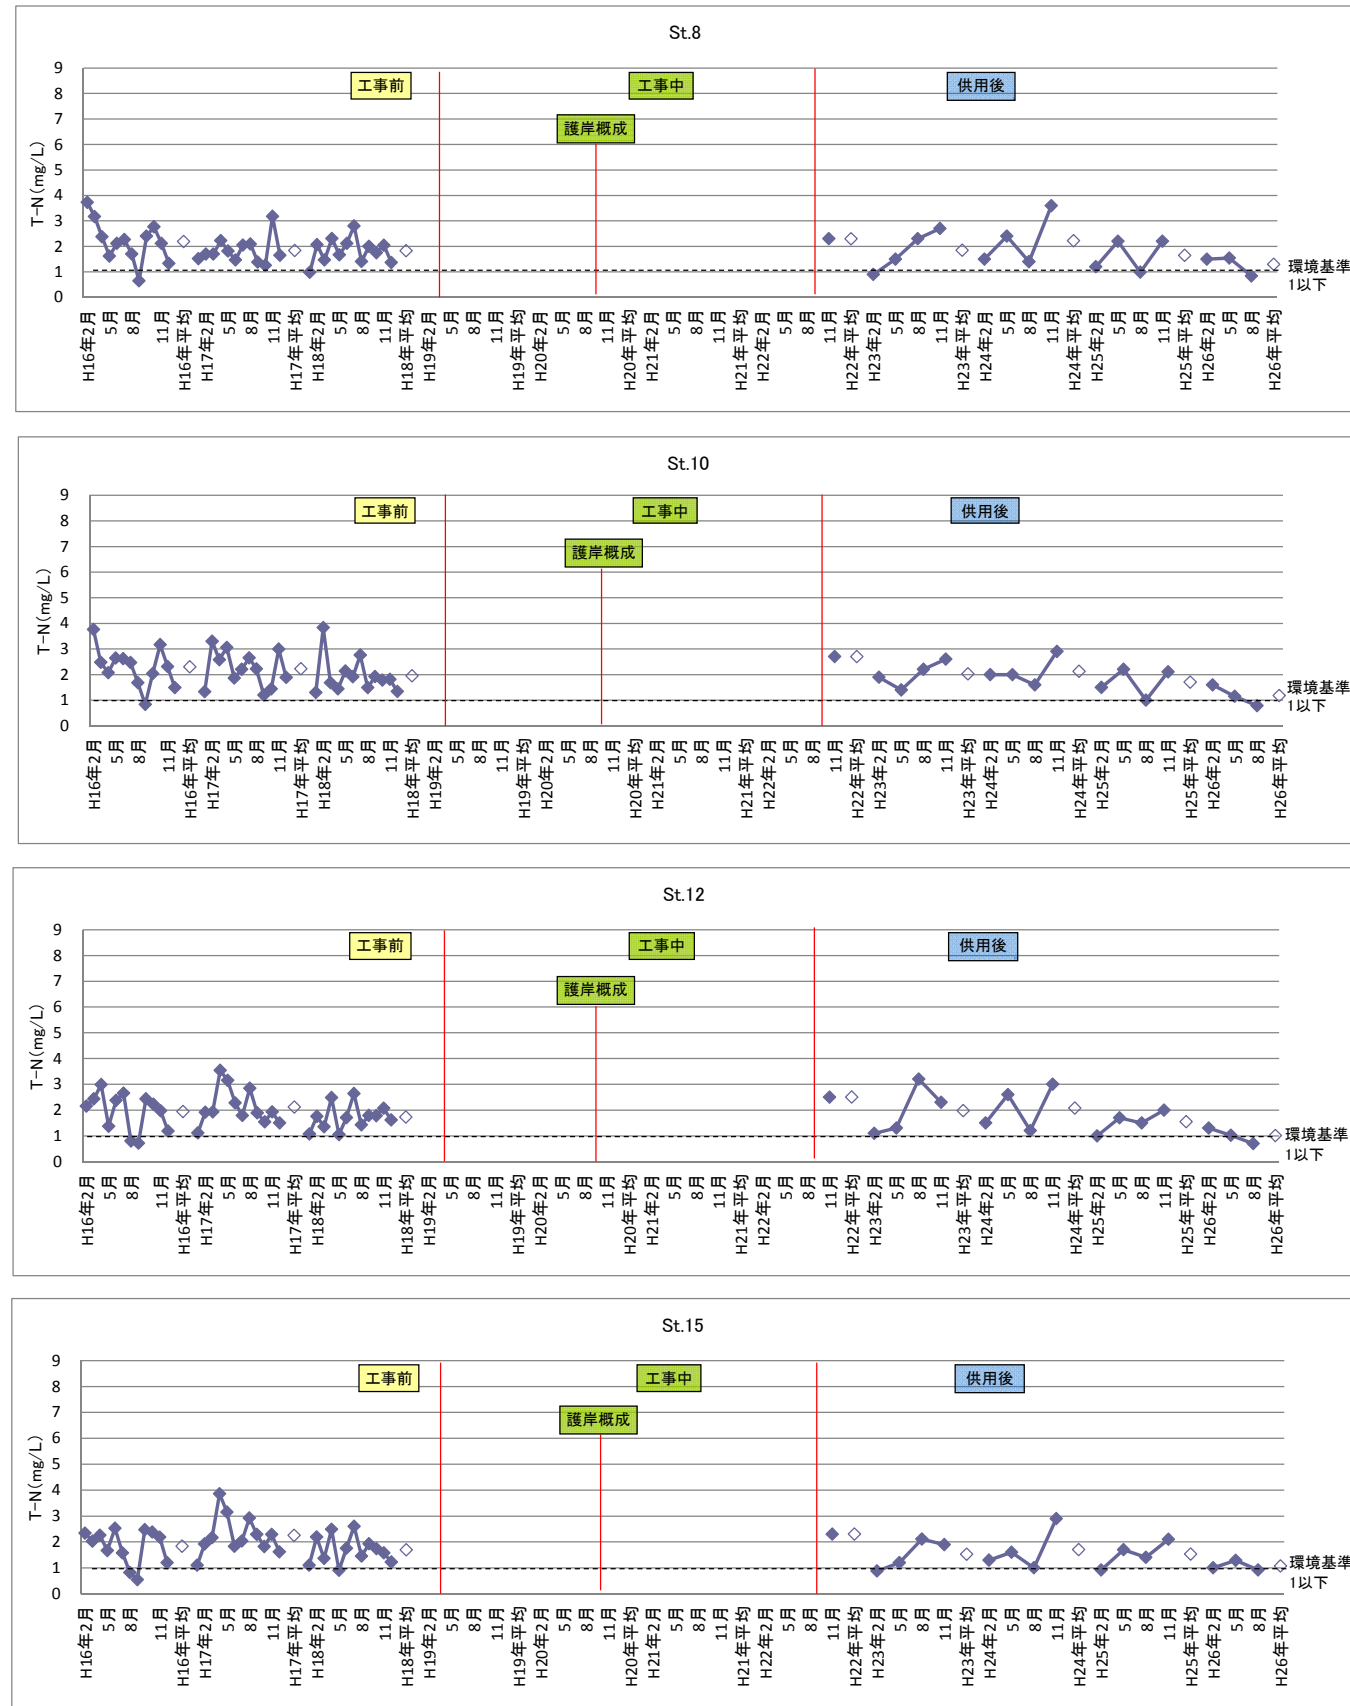 St.8
工事前 工事中 供用後
護岸概成
T-N(mg/L)
9
8
7
6
5
4
3
2
1
0
環境基準
1以下
H16年2月 5月 8月 11月 H16年平均 H17年2月 5月 8月 11月 H17年平均 H18年2月 5月 8月 11月 H18年平均 H19年2月 5月 8月 11月 H19年平均 H20年2月 5月 8月 11月 H20年平均 H21年2月 5月 8月 11月 H21年平均 H22年2月 5月 8月 11月 H22年平均 H23年2月 5月 8月 11月 H23年平均 H24年2月 5月 8月 11月 H24年平均 H25年2月 5月 8月 11月 H25年平均 H26年2月 5月 8月 H26年平均
St.10
工事前 工事中 供用後
護岸概成
T-N(mg/L)
9
8
7
6
5
4
3
2
1
0
環境基準
1以下
H16年2月 5月 8月 11月 H16年平均 H17年2月 5月 8月 11月 H17年平均 H18年2月 5月 8月 11月 H18年平均 H19年2月 5月 8月 11月 H19年平均 H20年2月 5月 8月 11月 H20年平均 H21年2月 5月 8月 11月 H21年平均 H22年2月 5月 8月 11月 H22年平均 H23年2月 5月 8月 11月 H23年平均 H24年2月 5月 8月 11月 H24年平均 H25年2月 5月 8月 11月 H25年平均 H26年2月 5月 8月 H26年平均
St.12
工事前 工事中 供用後
護岸概成
T-N(mg/L)
9
8
7
6
5
4
3
2
1
0
環境基準
1以下
H16年2月 5月 8月 11月 H16年平均 H17年2月 5月 8月 11月 H17年平均 H18年2月 5月 8月 11月 H18年平均 H19年2月 5月 8月 11月 H19年平均 H20年2月 5月 8月 11月 H20年平均 H21年2月 5月 8月 11月 H21年平均 H22年2月 5月 8月 11月 H22年平均 H23年2月 5月 8月 11月 H23年平均 H24年2月 5月 8月 11月 H24年平均 H25年2月 5月 8月 11月 H25年平均 H26年2月 5月 8月 H26年平均
St.15
工事前 工事中 供用後
護岸概成
T-N(mg/L)
9
8
7
6
5
4
3
2
1
0
環境基準
1以下
H16年2月 5月 8月 11月 H16年平均 H17年2月 5月 8月 11月 H17年平均 H18年2月 5月 8月 11月 H18年平均 H19年2月 5月 8月 11月 H19年平均 H20年2月 5月 8月 11月 H20年平均 H21年2月 5月 8月 11月 H21年平均 H22年2月 5月 8月 11月 H22年平均 H23年2月 5月 8月 11月 H23年平均 H24年2月 5月 8月 11月 H24年平均 H25年2月 5月 8月 11月 H25年平均 H26年2月 5月 8月 H26年平均